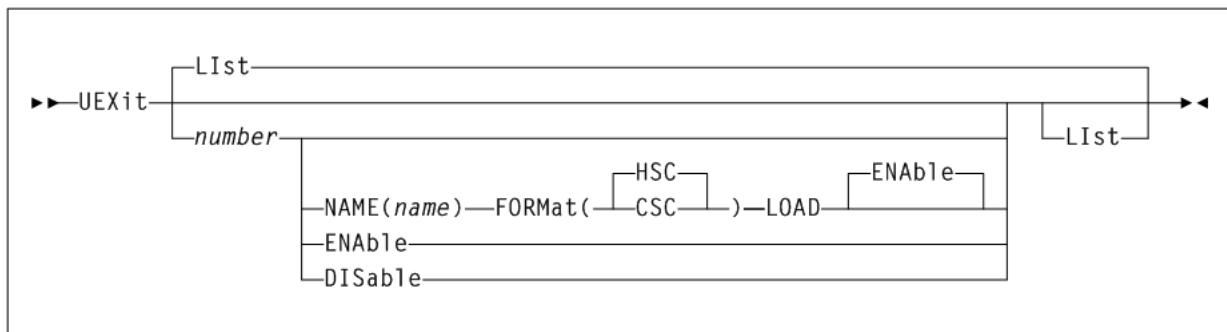 LIst
UEXit
number
LIst
HSC
ENAble
NAME(name) FORMat( CSC ) LOAD
ENAble
DISable